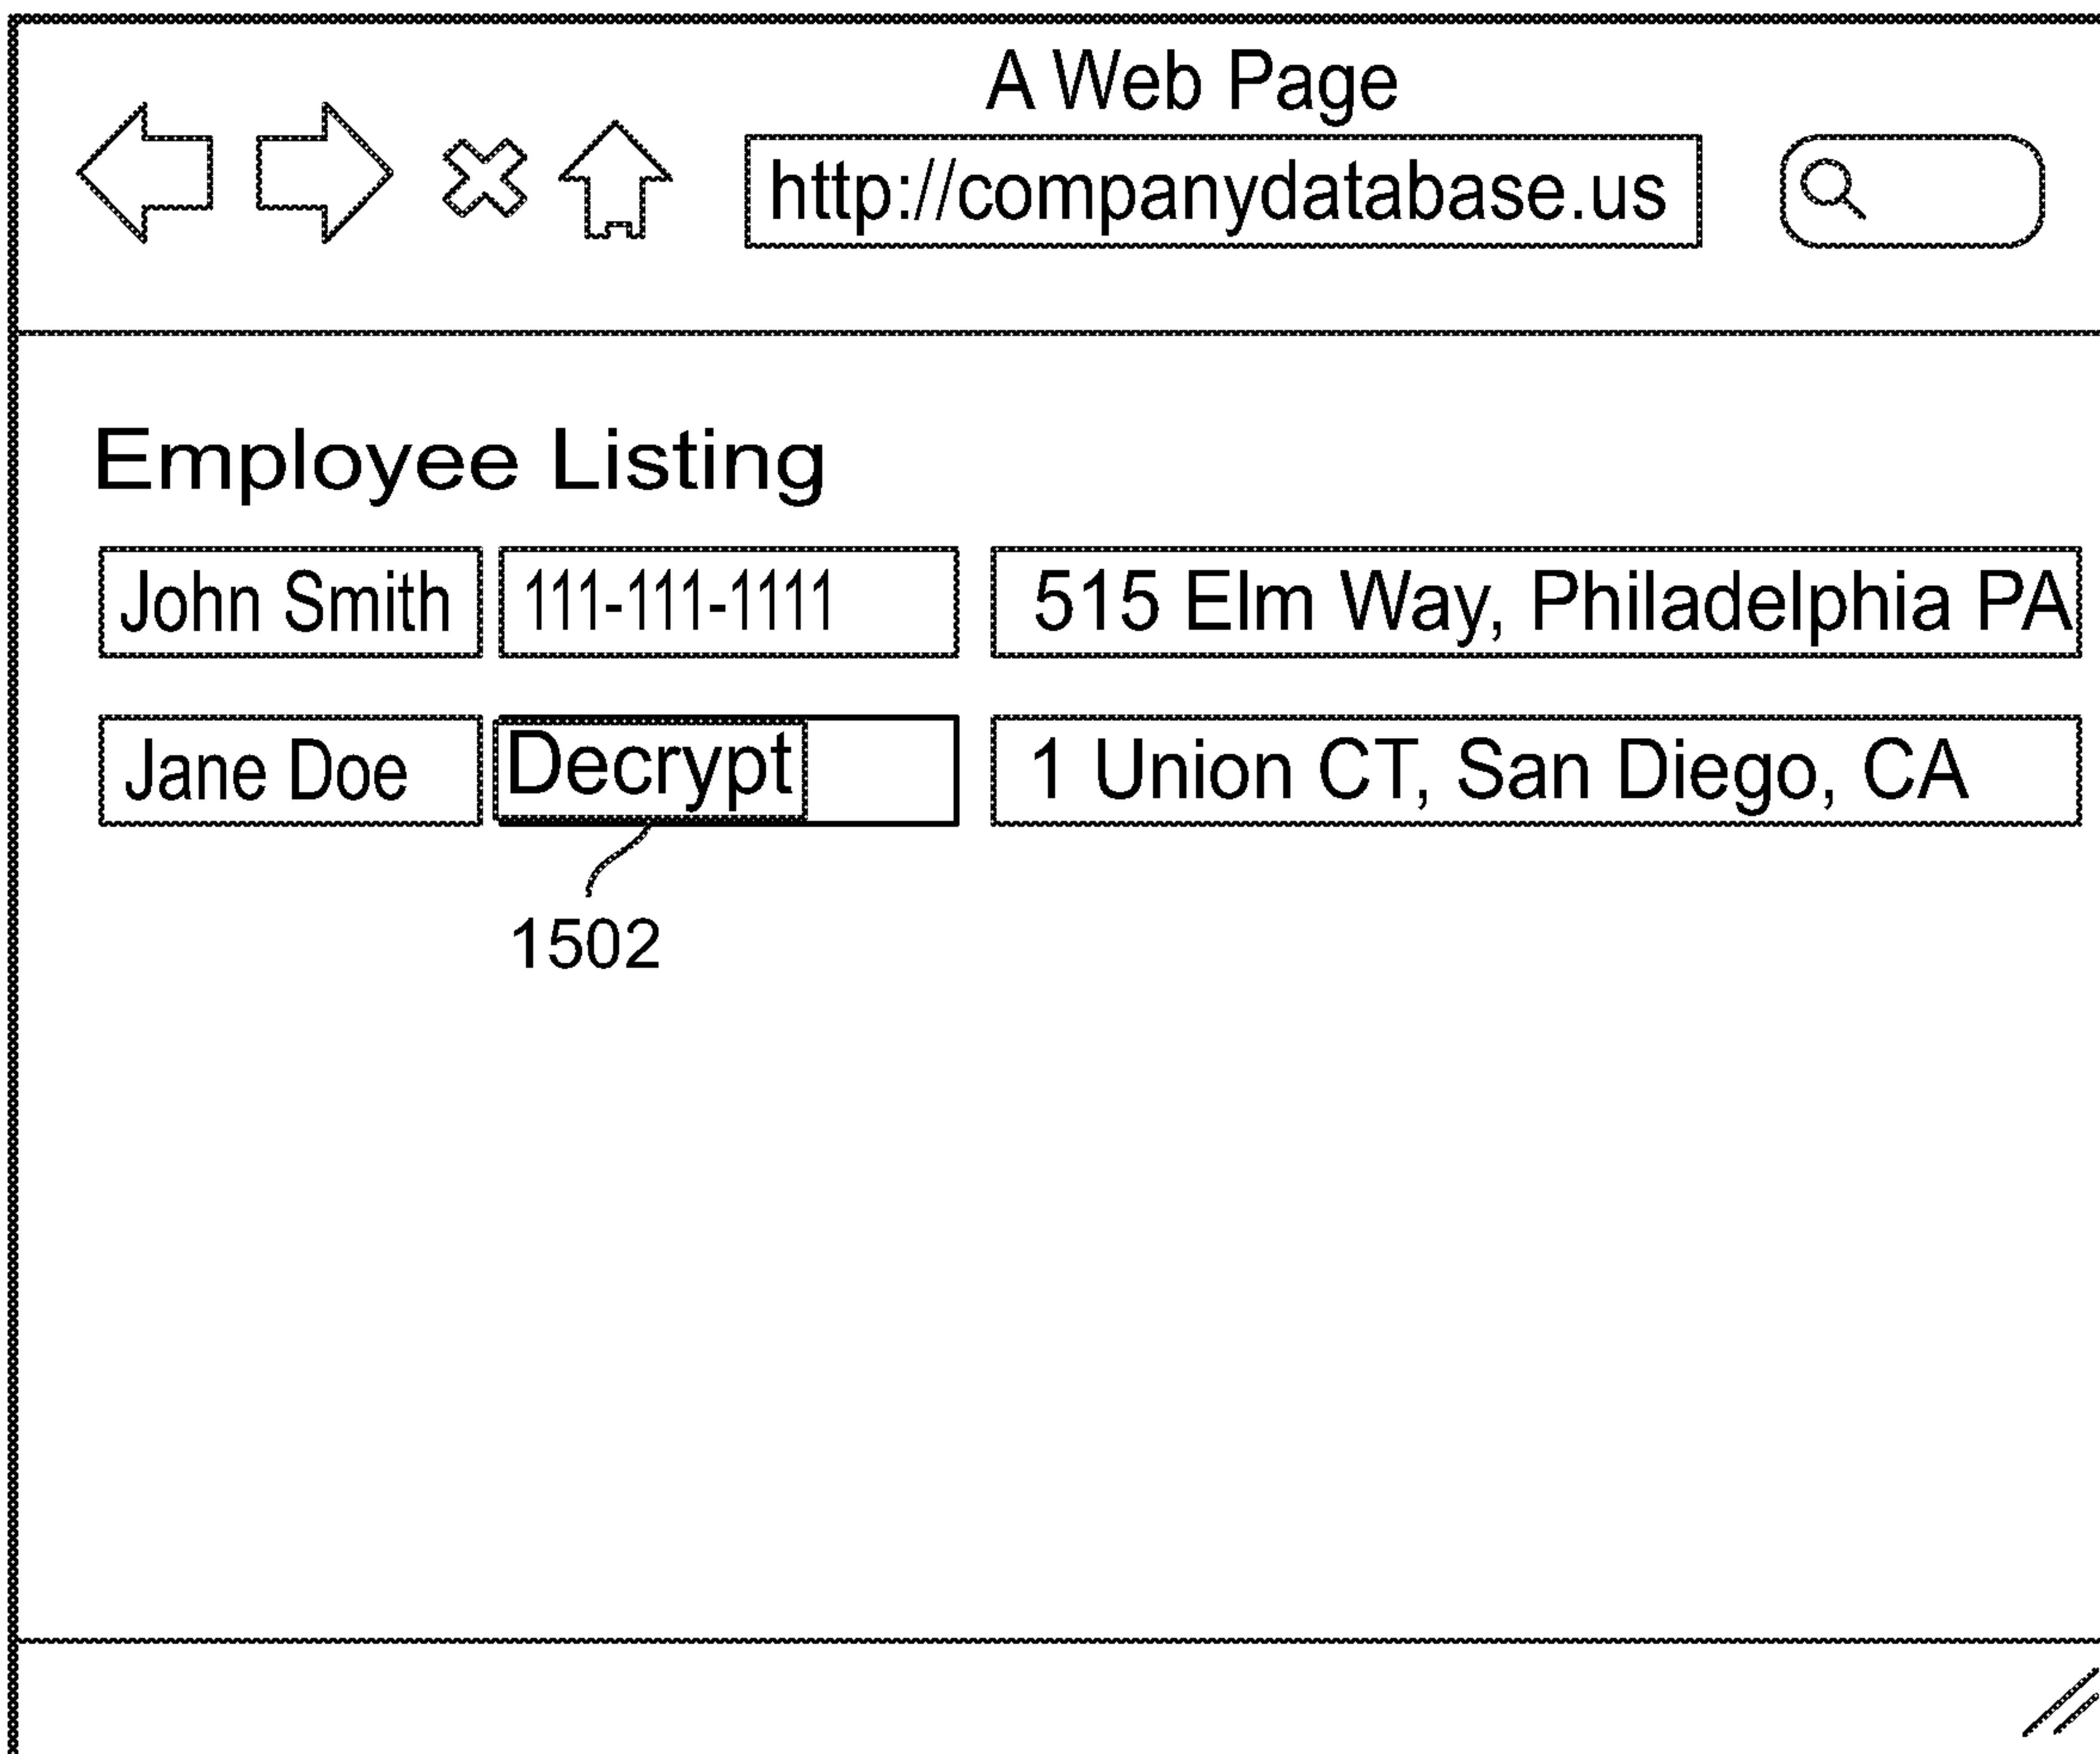 A Web Page
http://companydatabase.us
Employee Listing
John Smith 111-111-1111 515 Elm Way, Philadelphia PA
Jane Doe Decrypt 1 Union CT, San Diego, CA
1502